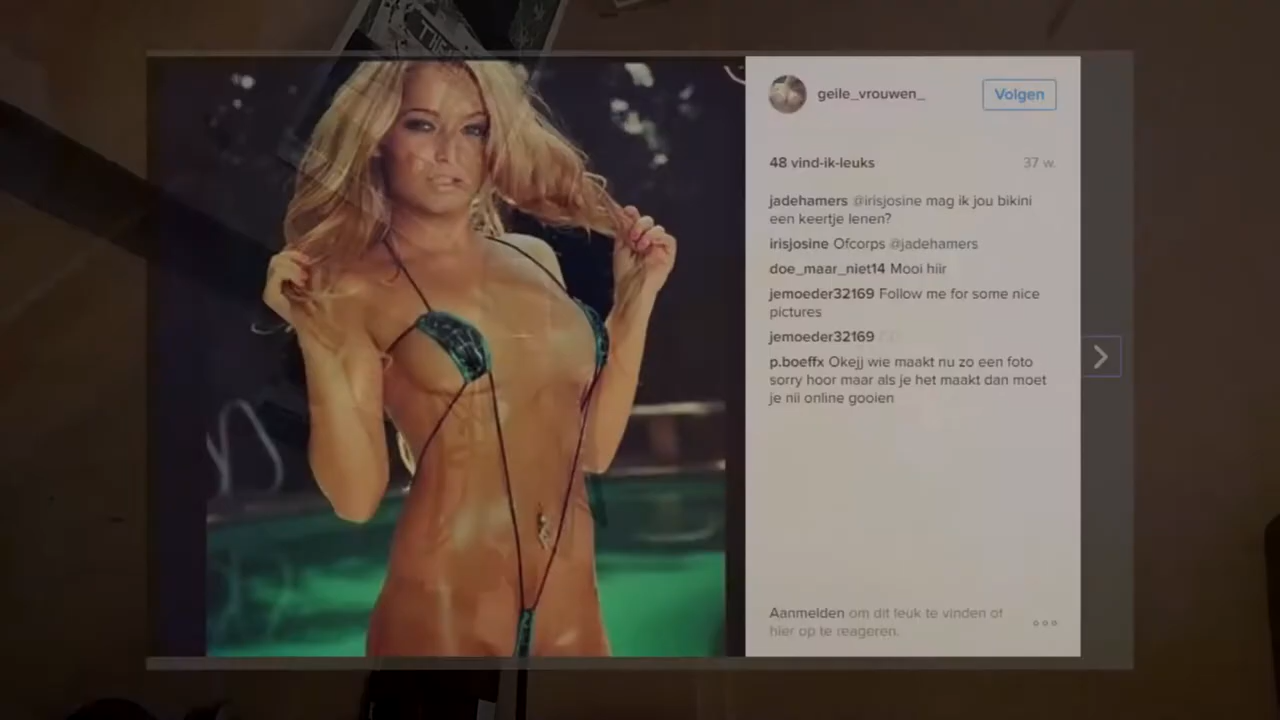 THE
geile_vrouwen_
Volgen
48 vind-ik-leuks
37 w.
jadehamers @irisjosine mag ik jou bikini
een keertje lenen?
irisjosine Ofcorps @jadehamers
doe_maar_niet14 Mooi hiir
jemoeder32169 Follow me for some nice
pictures
jemoeder32169
p.boeffx Okejj wie maakt nu zo een foto
sorry hoor maar als je het maakt dan moet
je nii online gooien
Aanmelden om dit leuk te vinden of
hier op te reageren.